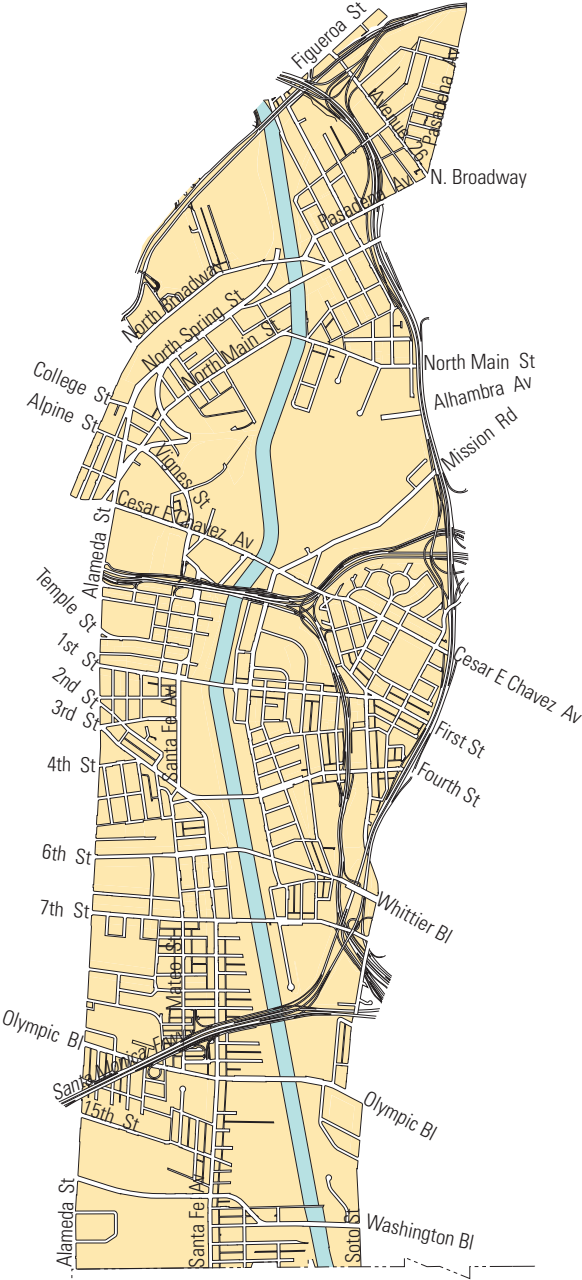 Figueroa St
Pasadena Av
Avenue 19
N. Broadway
Pasadena Av
North Broadway
North Spring St
North Main St
North Main St
College St
Alhambra Av
Alpine St
Mission Rd
Vignes St
Cesar E Chavez Av
Alameda St
Temple St
1st St
Cesar E Chavez Av
2nd St
3rd St
Santa Fe Av
First St
4th St
Fourth St
6th St
Whittier Bl
7th St
Mateo St
Olympic Bl
Santa Monica Frwy
Olympic Bl
15th St
Alameda St
Santa Fe Av
Soto St
Washington Bl